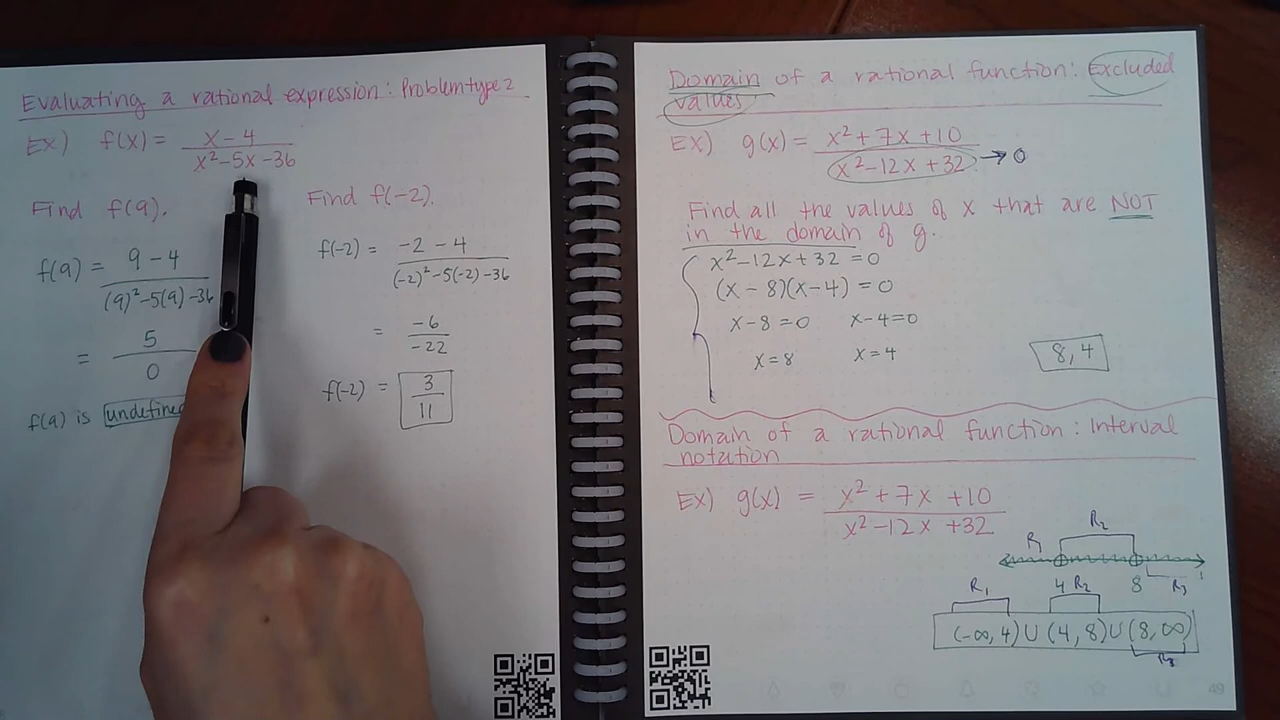 Evaluating a rational expression: Problem type 2
Ex) f(x) = x - 4 / x² - 5x - 36
Find f(9).
f(9) = 9 - 4 / (9)² - 5(9) - 36
= 5 / 0
f(9) is undefined
Find f(-2).
f(-2) = -2 - 4 / (-2)² - 5(-2) - 36
= -6 / -22
f(-2) = 3 / 11
Domain of a rational function: Excluded
values
EX) g(x) = x² + 7x + 10 / x² - 12x + 32 → 0
Find all the values of x that are NOT
in the domain of g.
x² - 12x + 32 = 0
(x - 8)(x - 4) = 0
x - 8 = 0 x - 4 = 0
x = 8 x = 4
8, 4
Domain of a rational function: Interval
notation
EX) g(x) = x² + 7x + 10 / x² - 12x + 32
R₁ R₂
4 8 R₃
R₁ R₂
(-∞, 4) ∪ (4, 8) ∪ (8, ∞)
R₃
49